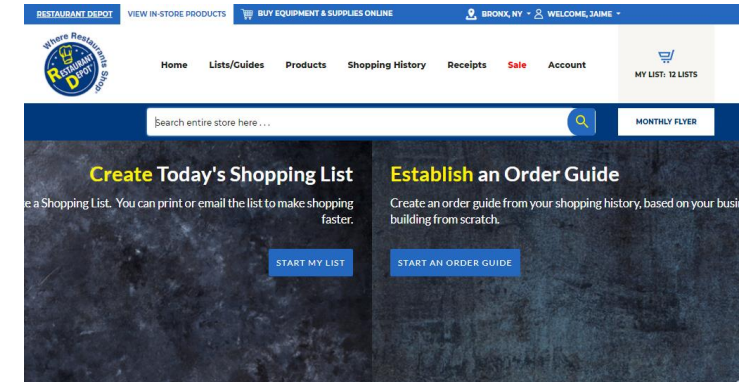 RESTAURANT DEPOT
VIEW IN-STORE PRODUCTS
BUY EQUIPMENT & SUPPLIES ONLINE
BRONX, NY
WELCOME, JAIME
Where Restaurants Shop.
RESTAURANT DEPOT
Home Lists/Guides Products Shopping History Receipts Sale Account
MY LIST: 12 LISTS
Search entire store here . . .
MONTHLY FLYER
Create Today's Shopping List
e a Shopping List. You can print or email the list to make shopping
faster.
START MY LIST
Establish an Order Guide
Create an order guide from your shopping history, based on your busi
building from scratch.
START AN ORDER GUIDE